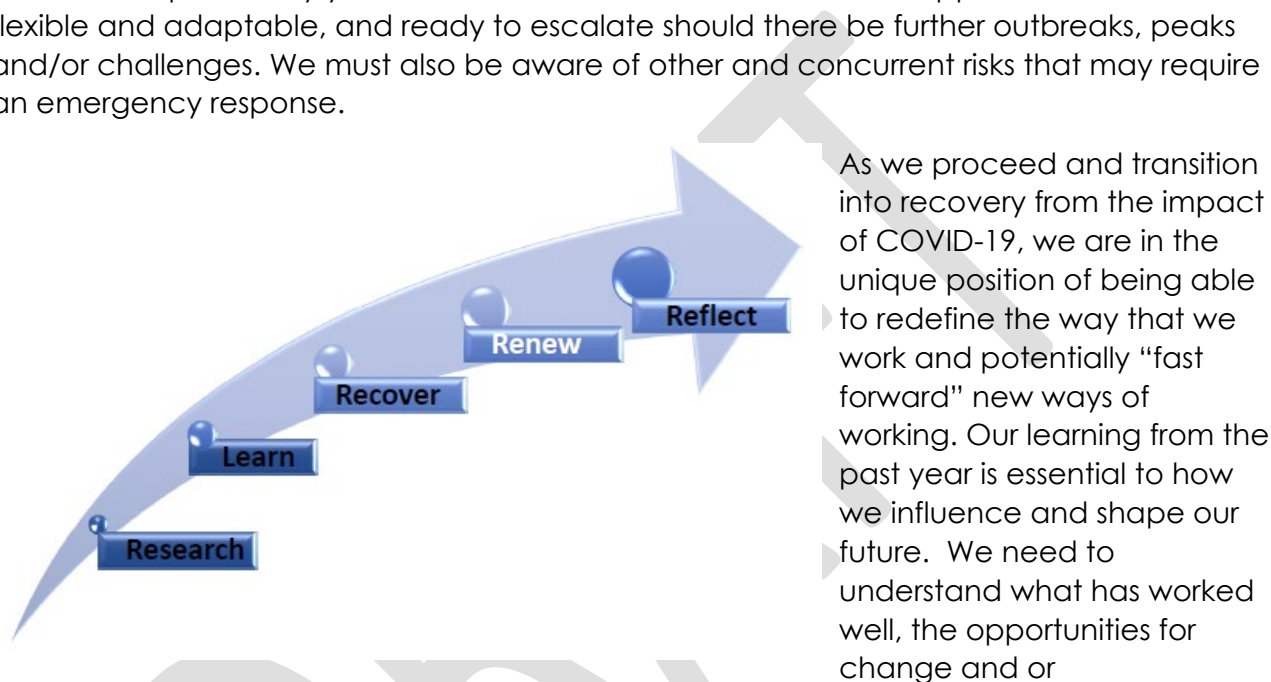 flexible and adaptable, and ready to escalate should there be further outbreaks, peaks
and/or challenges. We must also be aware of other and concurrent risks that may require
an emergency response.
Research
Learn
Recover
Renew
Reflect
As we proceed and transition
into recovery from the impact
of COVID-19, we are in the
unique position of being able
to redefine the way that we
work and potentially “fast
forward” new ways of
working. Our learning from the
past year is essential to how
we influence and shape our
future.  We need to
understand what has worked
well, the opportunities for
change and or